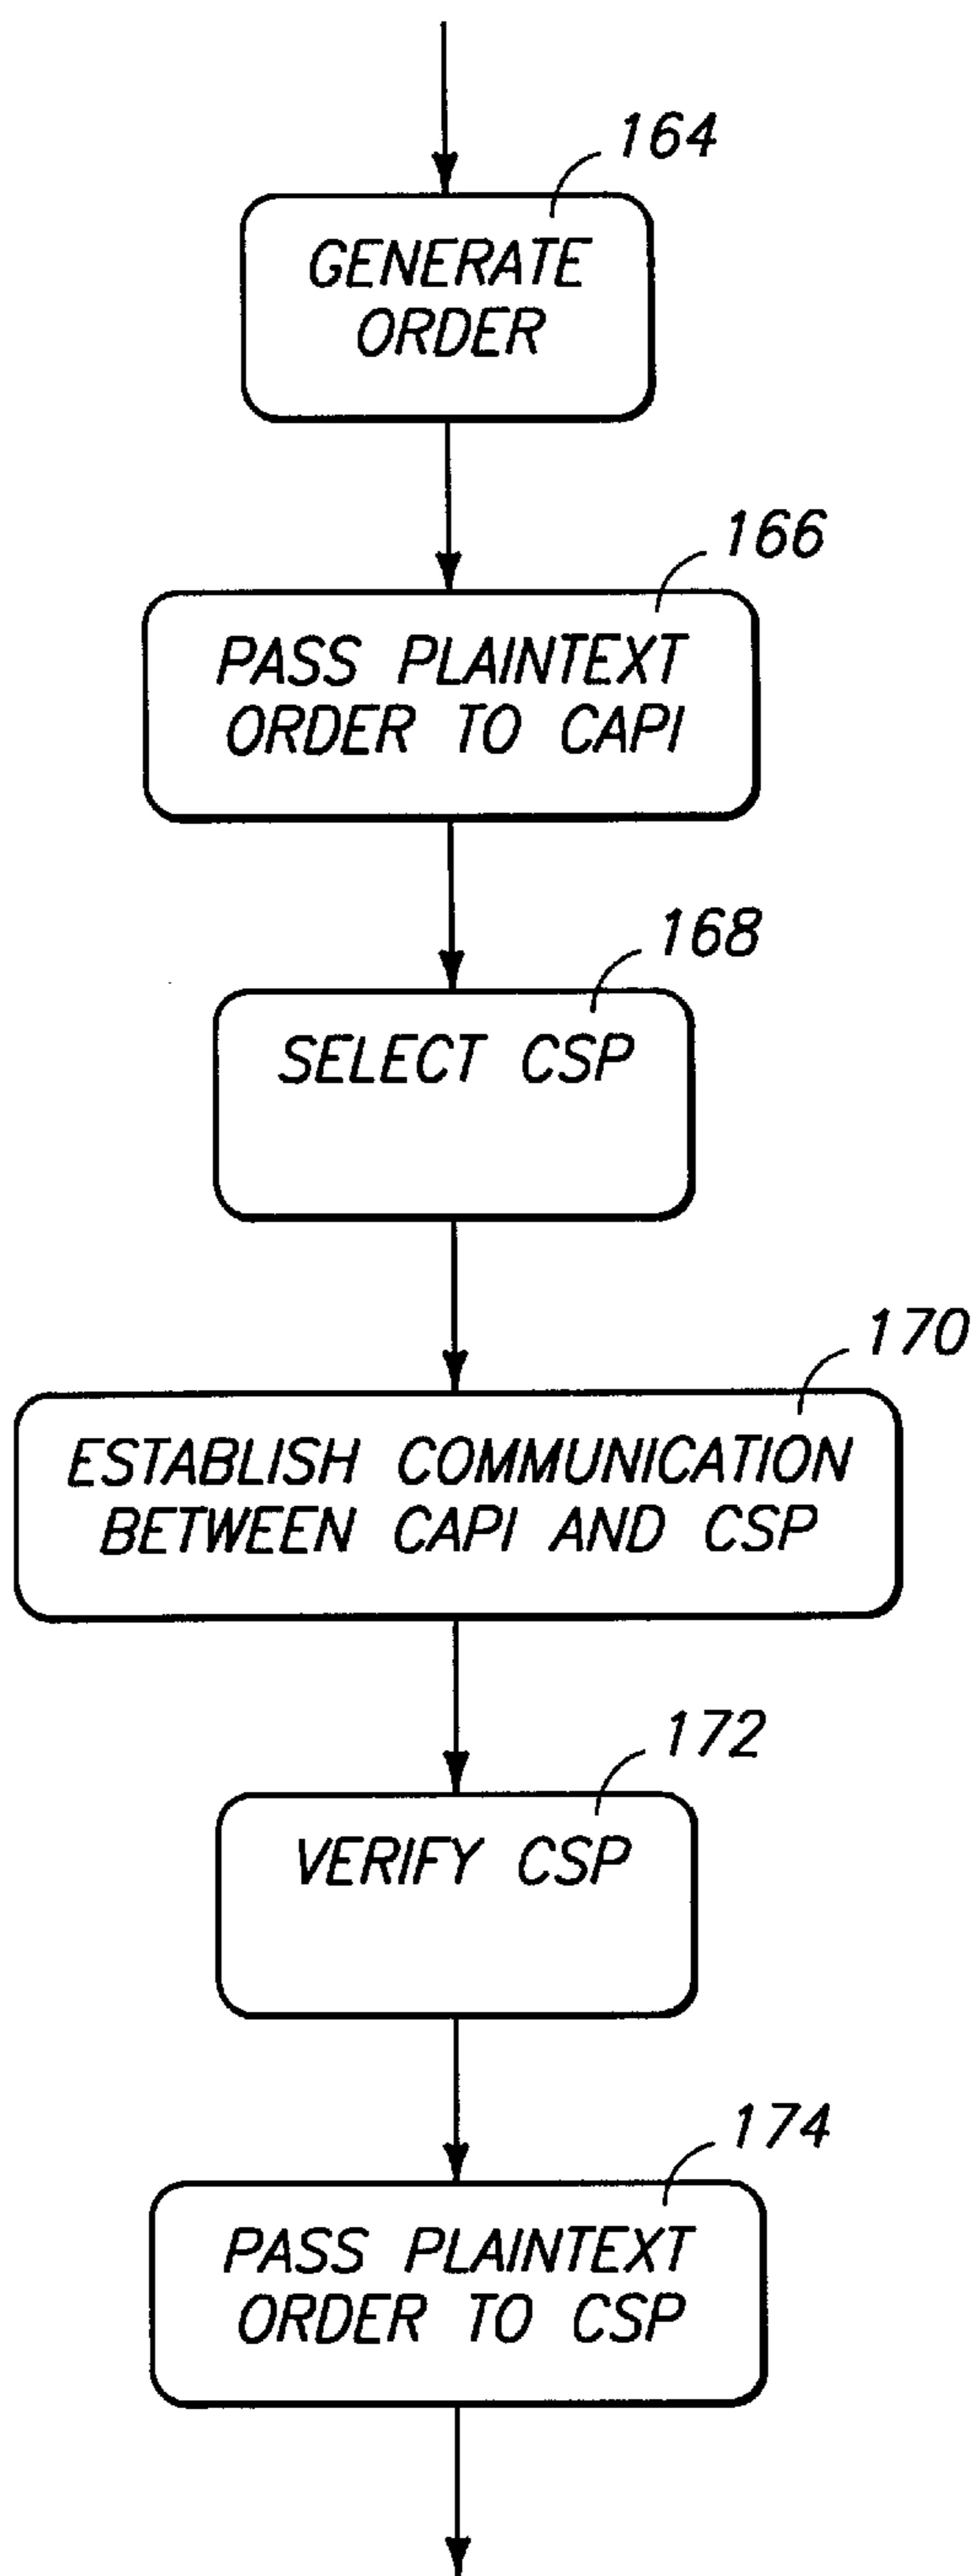 164
GENERATE
ORDER
166
PASS PLAINTEXT
ORDER TO CAPI
168
SELECT CSP
170
ESTABLISH COMMUNICATION
BETWEEN CAPI AND CSP
172
VERIFY CSP
174
PASS PLAINTEXT
ORDER TO CSP